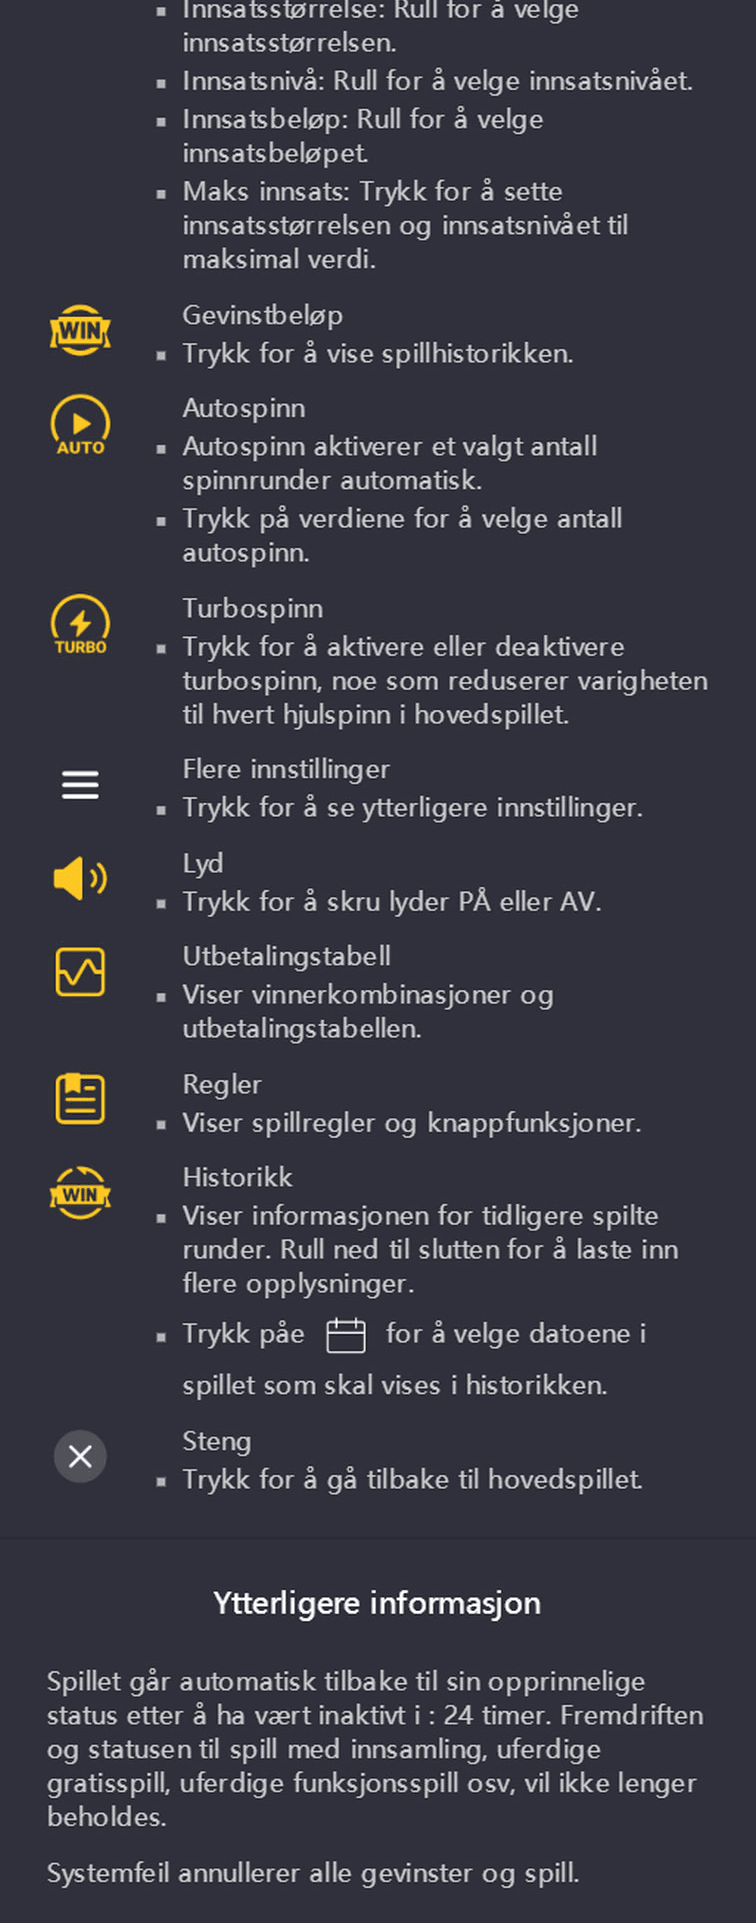 Innsatsstørrelse: Rull for å velge
innsatsstørrelsen.
Innsatsnivå: Rull for å velge innsatsnivået.
Innsatsbeløp: Rull for å velge
innsatsbeløpet.
Maks innsats: Trykk for å sette
innsatsstørrelsen og innsatsnivået til
maksimal verdi.
WIN
Gevinstbeløp
Trykk for å vise spillhistorikken.
AUTO
Autospinn
Autospinn aktiverer et valgt antall
spinnrunder automatisk.
Trykk på verdiene for å velge antall
autospinn.
TURBO
Turbospinn
Trykk for å aktivere eller deaktivere
turbospinn, noe som reduserer varigheten
til hvert hjulspinn i hovedspillet.
Flere innstillinger
Trykk for å se ytterligere innstillinger.
Lyd
Trykk for å skru lyder PÅ eller AV.
Utbetalingstabell
Viser vinnerkombinasjoner og
utbetalingstabellen.
Regler
Viser spillregler og knappfunksjoner.
WIN
Historikk
Viser informasjonen for tidligere spilte
runder. Rull ned til slutten for å laste inn
flere opplysninger.
Trykk påe for å velge datoene i
spillet som skal vises i historikken.
Steng
Trykk for å gå tilbake til hovedspillet.
Ytterligere informasjon
Spillet går automatisk tilbake til sin opprinnelige
status etter å ha vært inaktivt i : 24 timer. Fremdriften
og statusen til spill med innsamling, uferdige
gratisspill, uferdige funksjonsspill osv, vil ikke lenger
beholdes.
Systemfeil annullerer alle gevinster og spill.